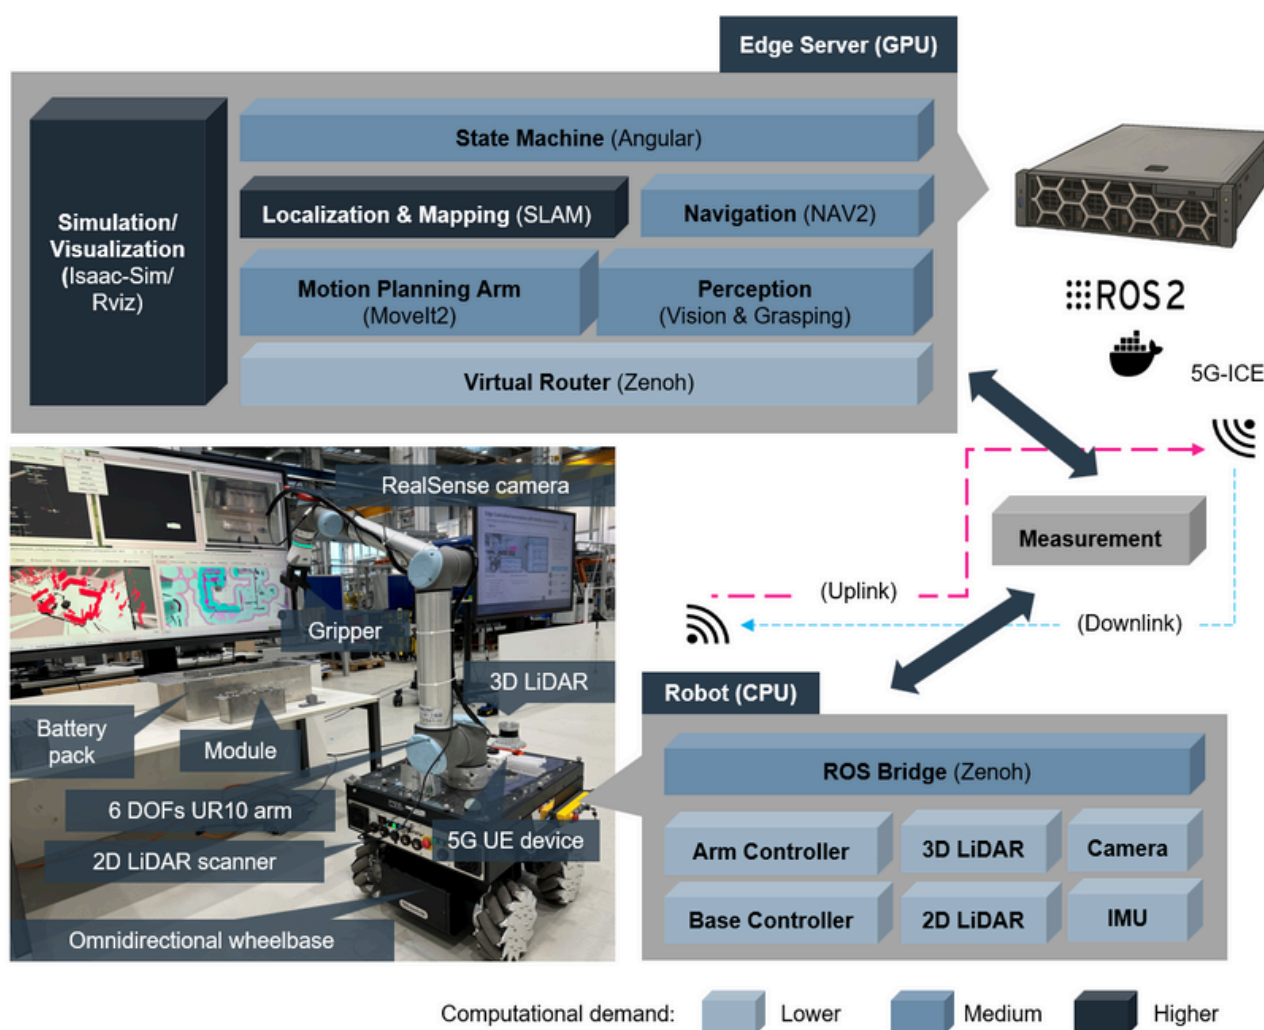 Edge Server (GPU)
State Machine (Angular)
Simulation/
Visualization
(Isaac-Sim/
Rviz)
Localization & Mapping (SLAM)
Navigation (NAV2)
Motion Planning Arm
(MoveIt2)
Perception
(Vision & Grasping)
Virtual Router (Zenoh)
ROS 2
5G-ICE
Measurement
(Uplink)
(Downlink)
RealSense camera
Gripper
3D LiDAR
Battery
pack
Module
6 DOFs UR10 arm
2D LiDAR scanner
5G UE device
Omnidirectional wheelbase
Robot (CPU)
ROS Bridge (Zenoh)
Arm Controller
3D LiDAR
Camera
Base Controller
2D LiDAR
IMU
Computational demand:
Lower
Medium
Higher